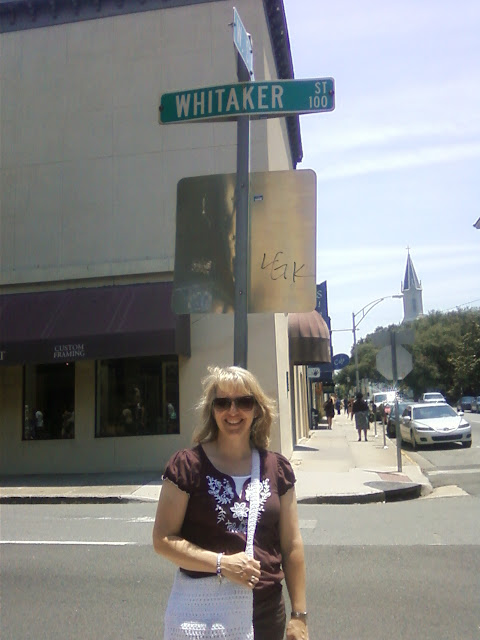 WHITAKER ST
100
LEAK
CUSTOM
FRAMING